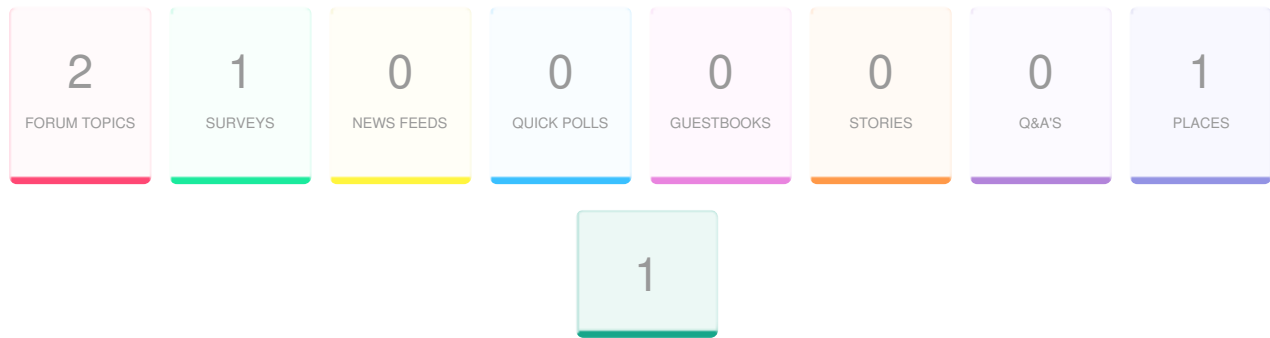 2 1 0 0 0 0 0 1
FORUM TOPICS SURVEYS NEWS FEEDS QUICK POLLS GUESTBOOKS STORIES Q&A'S PLACES
1